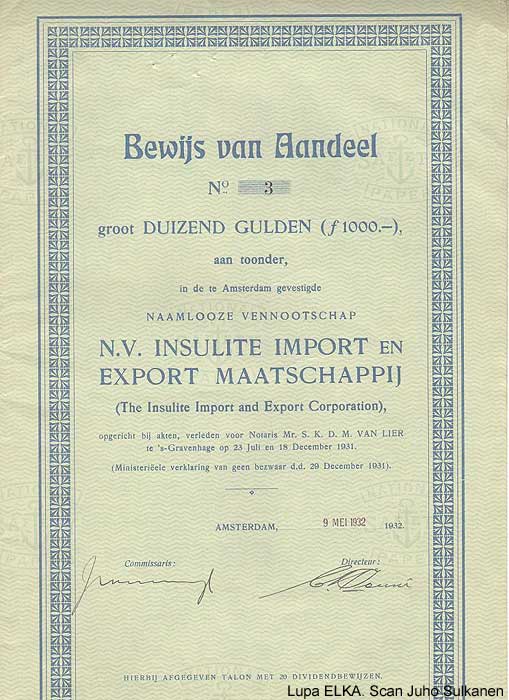 Bewijs van Aandeel
No. 3
groot DUIZEND GULDEN (ƒ 1000.–),
aan toonder,
in de te Amsterdam gevestigde
NAAMLOOZE VENNOOTSCHAP
N.V. INSULITE IMPORT EN
EXPORT MAATSCHAPPIJ
(The Insulite Import and Export Corporation),
opgericht bij akten, verleden voor Notaris Mr. S. K. D. M. VAN LIER
te 's-Gravenhage op 23 Juli en 18 December 1931.
(Ministerieële verklaring van geen bezwaar d.d. 29 December 1931).
AMSTERDAM, 9 MEI 1932 1932.
Commissaris: Directeur:
HIERBIJ AFGEGEVEN TALON MET 20 DIVIDENDBEWIJZEN.
Lupa ELKA. Scan Juho Sulkanen